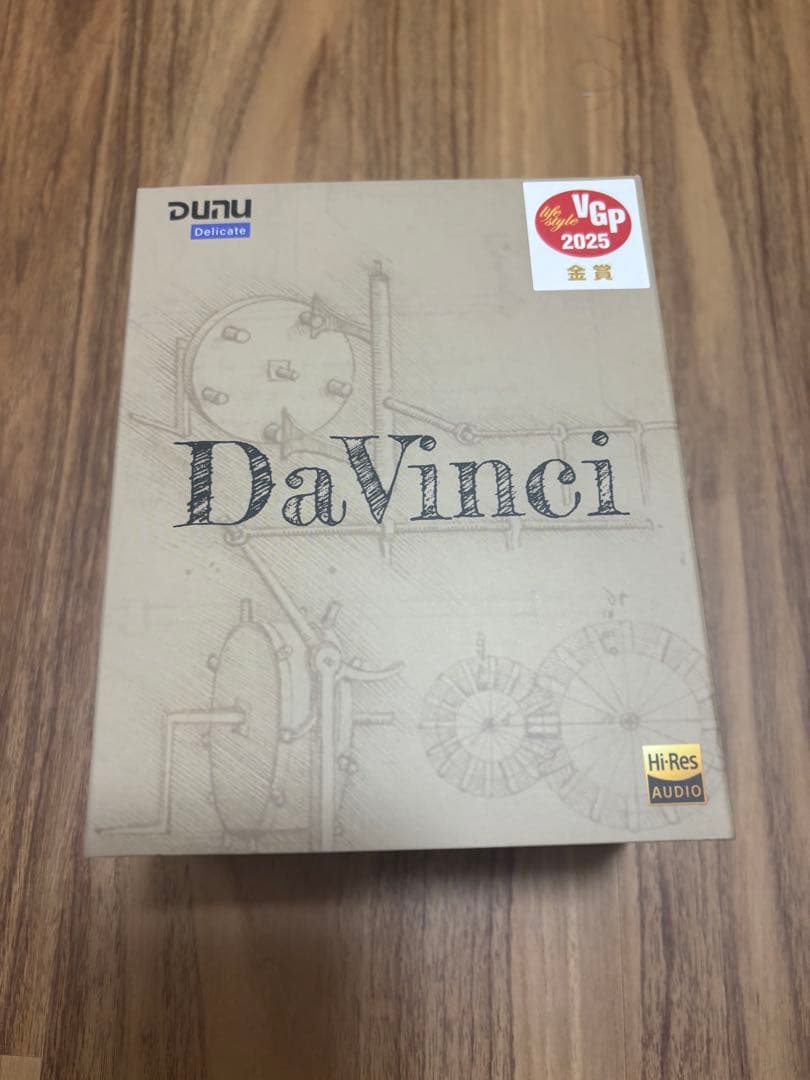 DUNU
Delicate
life style VGP
2025
金賞
DaVinci
Hi-Res
AUDIO